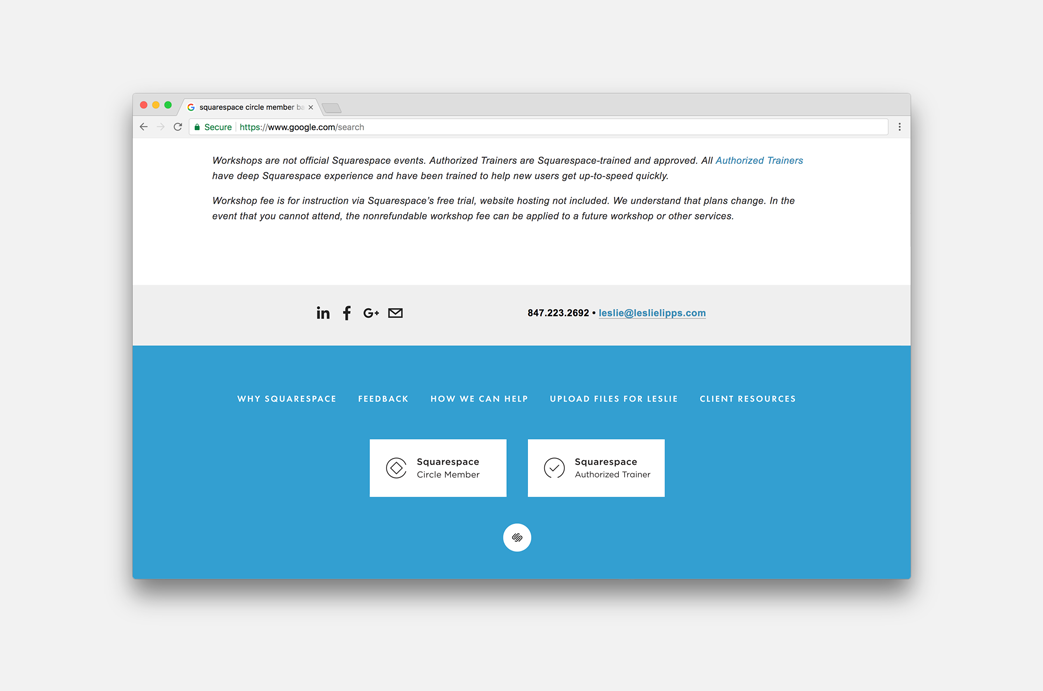 squarespace circle member ba
Secure https://www.google.com/search
Workshops are not official Squarespace events. Authorized Trainers are Squarespace-trained and approved. All Authorized Trainers
have deep Squarespace experience and have been trained to help new users get up-to-speed quickly.
Workshop fee is for instruction via Squarespace's free trial, website hosting not included. We understand that plans change. In the
event that you cannot attend, the nonrefundable workshop fee can be applied to a future workshop or other services.
in f G+ 847.223.2692 • leslie@leslielipps.com
WHY SQUARESPACE FEEDBACK HOW WE CAN HELP UPLOAD FILES FOR LESLIE CLIENT RESOURCES
Squarespace
Circle Member
Squarespace
Authorized Trainer